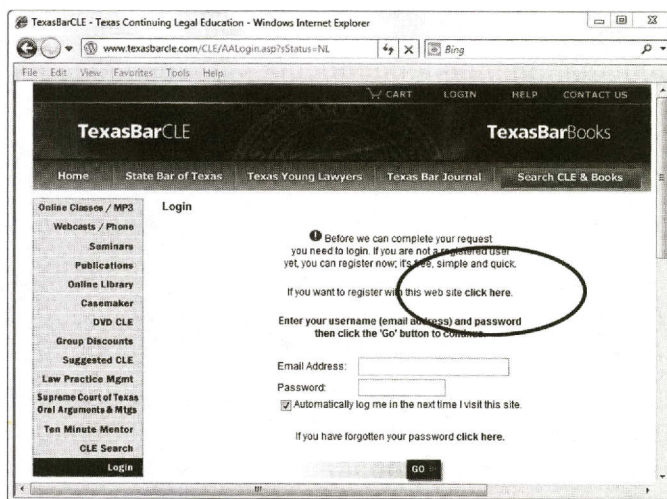 TexasBarCLE - Texas Continuing Legal Education - Windows Internet Explorer
www.texasbarcle.com/CLE/AALogin.asp?sStatus=NL
Bing
File Edit View Favorites Tools Help
CART LOGIN HELP CONTACT US
TexasBarCLE TexasBarBooks
Home State Bar of Texas Texas Young Lawyers Texas Bar Journal Search CLE & Books
Online Classes / MP3
Webcasts / Phone
Seminars
Publications
Online Library
Casemaker
DVD CLE
Group Discounts
Suggested CLE
Law Practice Mgmt
Supreme Court of Texas
Oral Arguments & Mtgs
Ten Minute Mentor
CLE Search
Login
Login
Before we can complete your request
you need to login. If you are not a registered user
yet, you can register now; it's free, simple and quick.
If you want to register with this web site click here.
Enter your username (email address) and password
then click the 'Go' button to continue.
Email Address:
Password:
Automatically log me in the next time I visit this site.
If you have forgotten your password click here.
GO